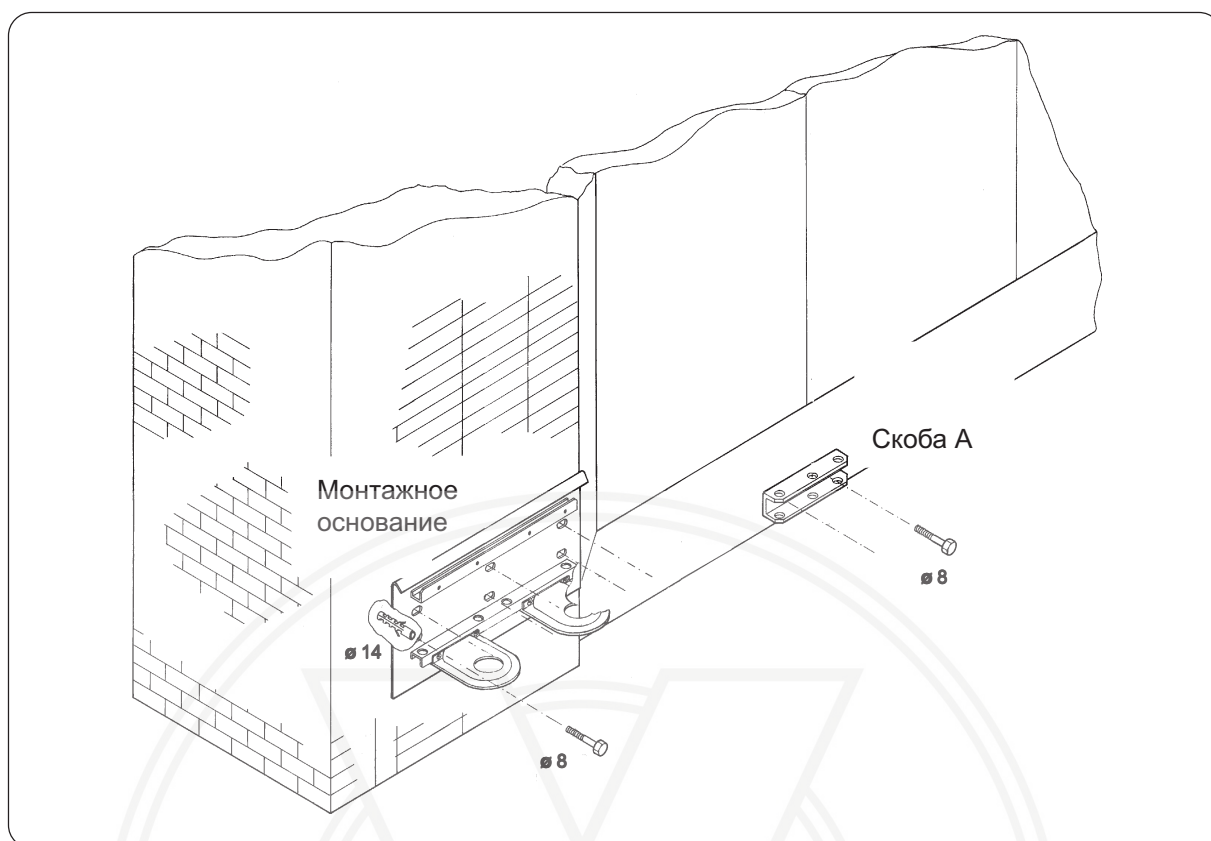 Скоба А
Монтажное
основание
ø 8
ø 14
ø 8